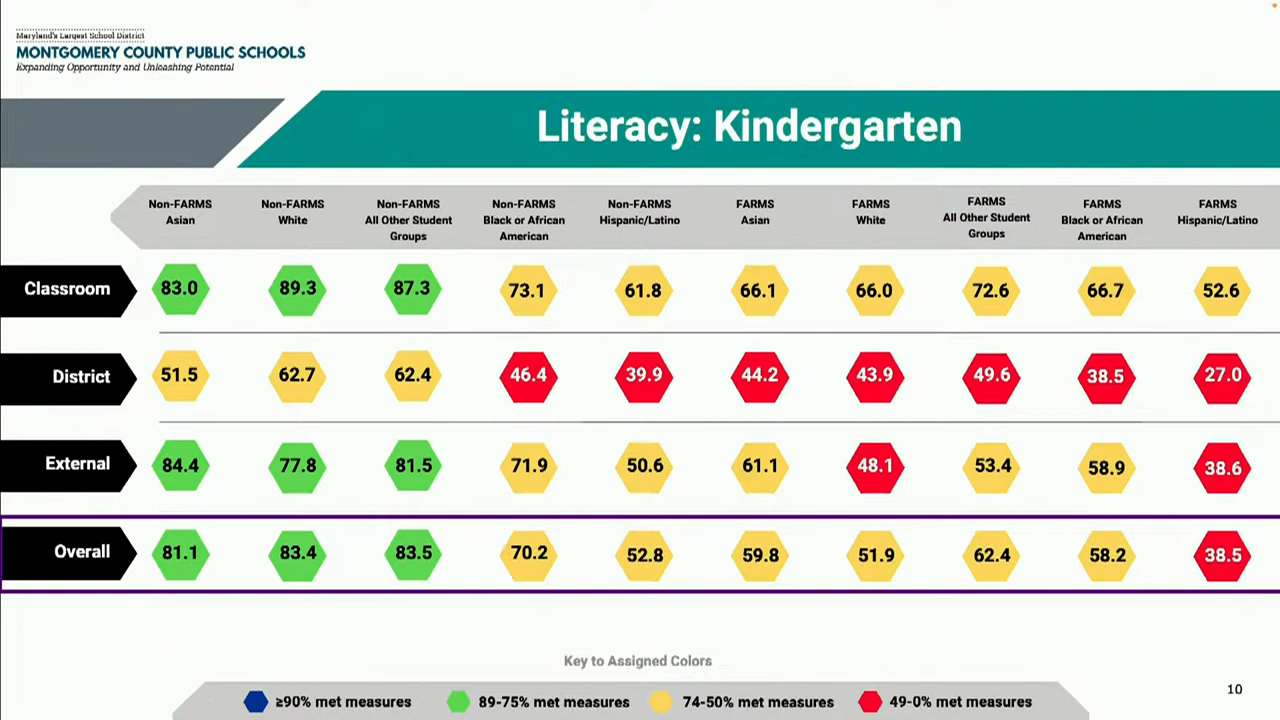 Maryland's Largest School District
MONTGOMERY COUNTY PUBLIC SCHOOLS
Expanding Opportunity and Unleashing Potential
Literacy: Kindergarten
Non-FARMS Asian
Non-FARMS White
Non-FARMS All Other Student Groups
Non-FARMS Black or African American
Non-FARMS Hispanic/Latino
FARMS Asian
FARMS White
FARMS All Other Student Groups
FARMS Black or African American
FARMS Hispanic/Latino
Classroom 83.0 89.3 87.3 73.1 61.8 66.1 66.0 72.6 66.7 52.6
District 51.5 62.7 62.4 46.4 39.9 44.2 43.9 49.6 38.5 27.0
External 84.4 77.8 81.5 71.9 50.6 61.1 48.1 53.4 58.9 38.6
Overall 81.1 83.4 83.5 70.2 52.8 59.8 51.9 62.4 58.2 38.5
Key to Assigned Colors
≥90% met measures 89-75% met measures 74-50% met measures 49-0% met measures
10